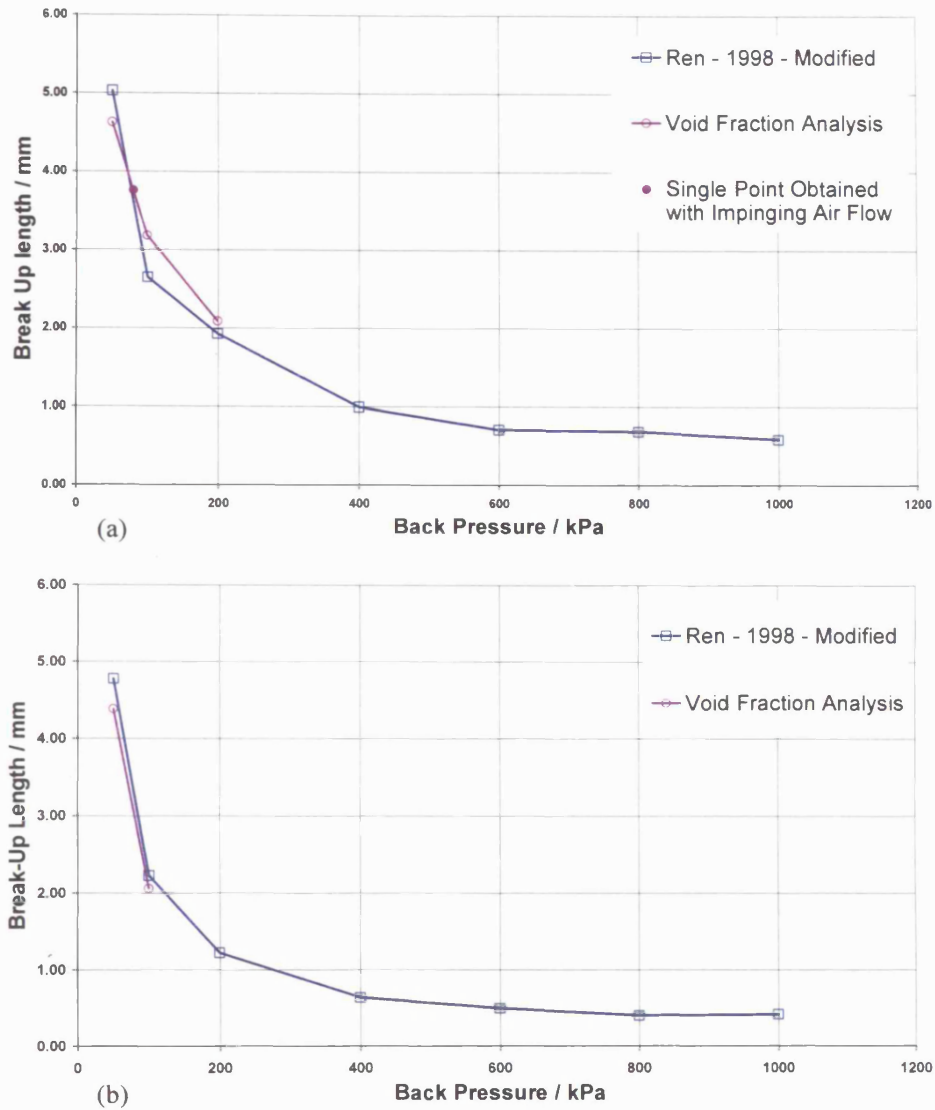 6.00
5.00
4.00
3.00
2.00
1.00
0.00
Break Up length / mm
Ren - 1998 - Modified
Void Fraction Analysis
Single Point Obtained
with Impinging Air Flow
0 200 400 600 800 1000 1200
Back Pressure / kPa
(a)
6.00
5.00
4.00
3.00
2.00
1.00
0.00
Break-Up Length / mm
Ren - 1998 - Modified
Void Fraction Analysis
0 200 400 600 800 1000 1200
Back Pressure / kPa
(b)